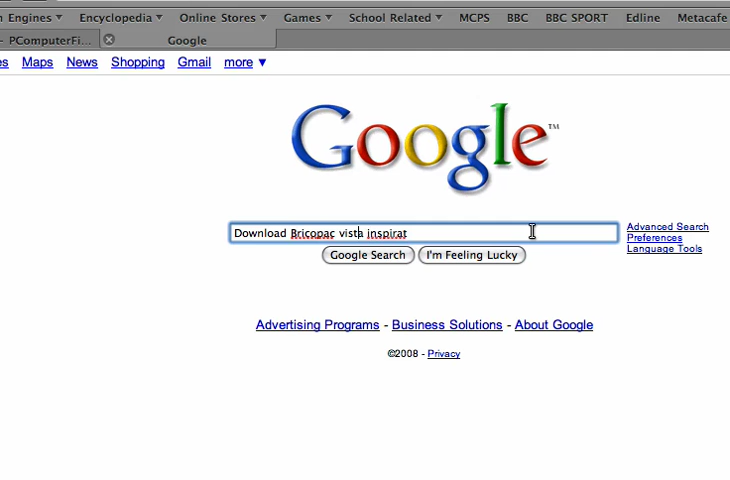 n Engines ▼ Encyclopedia ▼ Online Stores ▼ Games ▼ School Related ▼ MCPS BBC BBC SPORT Edline Metacafe
- PComputerFi... Google
es Maps News Shopping Gmail more ▼
Google™
Download Bricopac vista inspirat
Advanced Search
Preferences
Language Tools
Google Search I'm Feeling Lucky
Advertising Programs - Business Solutions - About Google
©2008 - Privacy